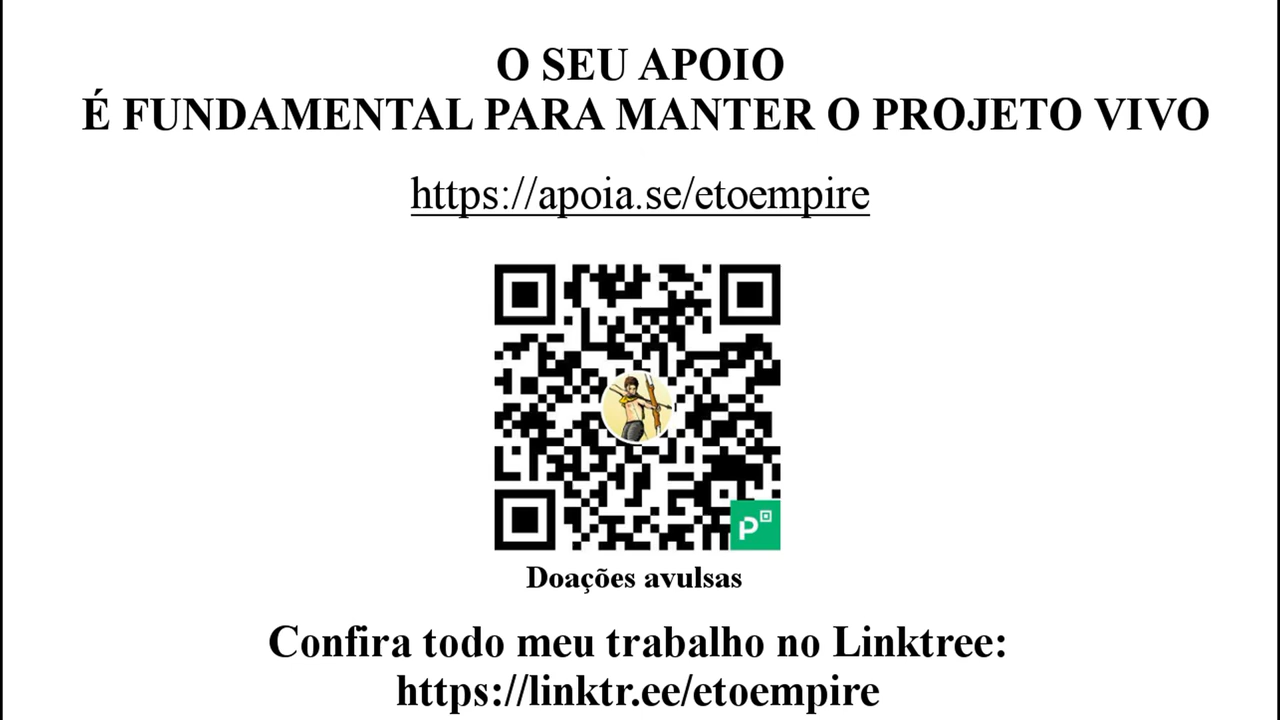 O SEU APOIO
É FUNDAMENTAL PARA MANTER O PROJETO VIVO
https://apoia.se/etoempire
P
Doações avulsas
Confira todo meu trabalho no Linktree:
https://linktr.ee/etoempire